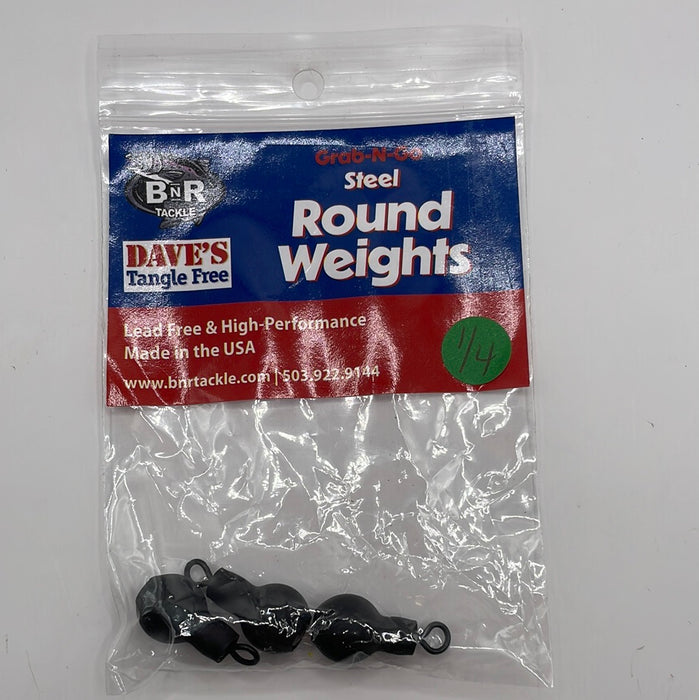 BNR
TACKLE
DAVE'S
Tangle Free
Grab-N-Go
Steel
Round
Weights
Lead Free & High-Performance
Made in the USA
www.bnrtackle.com | 503.922.9144
1/4